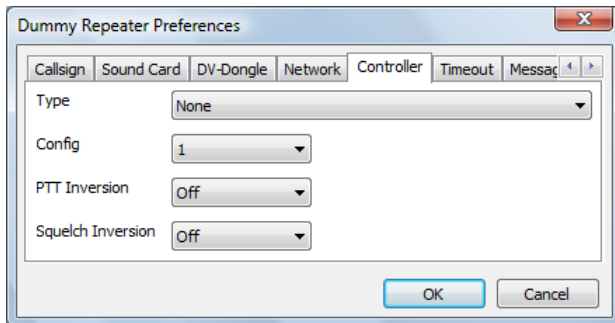 Dummy Repeater Preferences
Callsign Sound Card DV-Dongle Network Controller Timeout Messag
Type None
Config 1
PTT Inversion Off
Squelch Inversion Off
OK Cancel